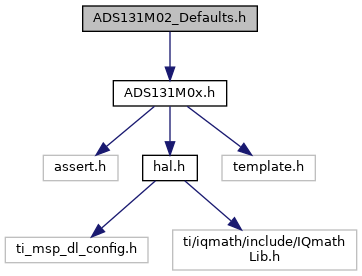 ADS131M02_Defaults.h
ADS131M0x.h
assert.h
hal.h
template.h
ti_msp_dl_config.h
ti/iqmath/include/IQmath
Lib.h